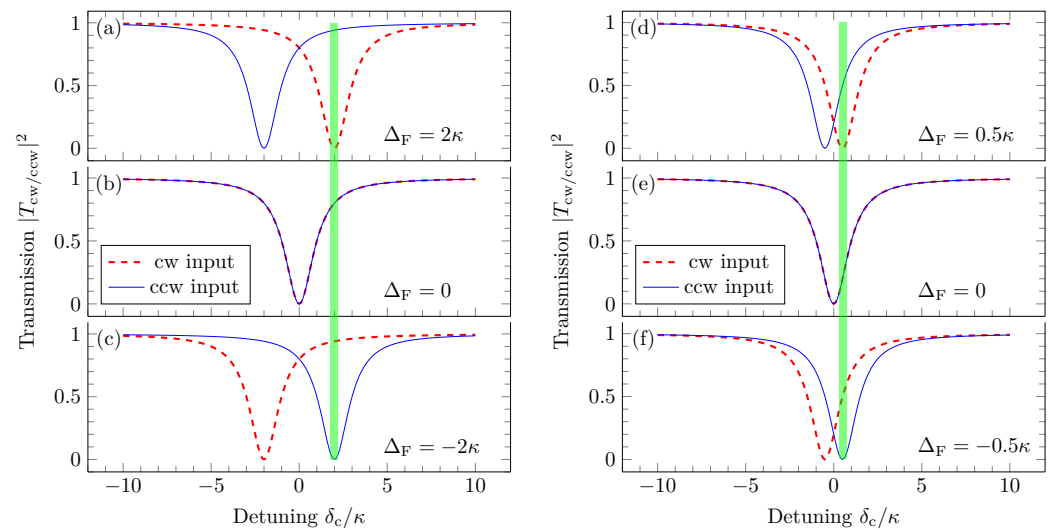 (a)
1
0.5
0
Δ_F = 2κ
(b)
1
0.5
0
cw input
ccw input
Δ_F = 0
(c)
1
0.5
0
Δ_F = −2κ
−10 −5 0 5 10
Detuning δ_c/κ
Transmission |T_cw/ccw|^2
(d)
1
0.5
0
Δ_F = 0.5κ
(e)
1
0.5
0
cw input
ccw input
Δ_F = 0
(f)
1
0.5
0
Δ_F = −0.5κ
−10 −5 0 5 10
Detuning δ_c/κ
Transmission |T_cw/ccw|^2